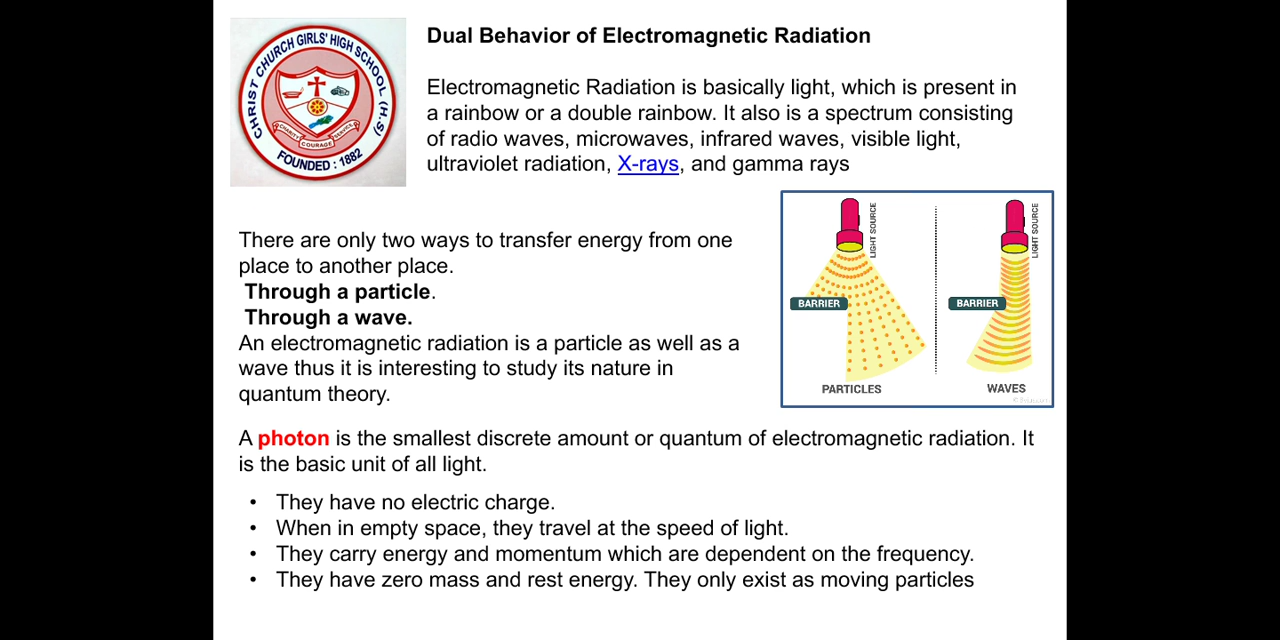 CHRIST CHURCH GIRLS' HIGH SCHOOL (H.S)
CHARITY COURAGE SERVICE
FOUNDED : 1882
Dual Behavior of Electromagnetic Radiation
Electromagnetic Radiation is basically light, which is present in
a rainbow or a double rainbow. It also is a spectrum consisting
of radio waves, microwaves, infrared waves, visible light,
ultraviolet radiation, X-rays, and gamma rays
There are only two ways to transfer energy from one
place to another place.
Through a particle.
Through a wave.
An electromagnetic radiation is a particle as well as a
wave thus it is interesting to study its nature in
quantum theory.
LIGHT SOURCE
BARRIER
PARTICLES
LIGHT SOURCE
BARRIER
WAVES
A photon is the smallest discrete amount or quantum of electromagnetic radiation. It
is the basic unit of all light.
• They have no electric charge.
• When in empty space, they travel at the speed of light.
• They carry energy and momentum which are dependent on the frequency.
• They have zero mass and rest energy. They only exist as moving particles